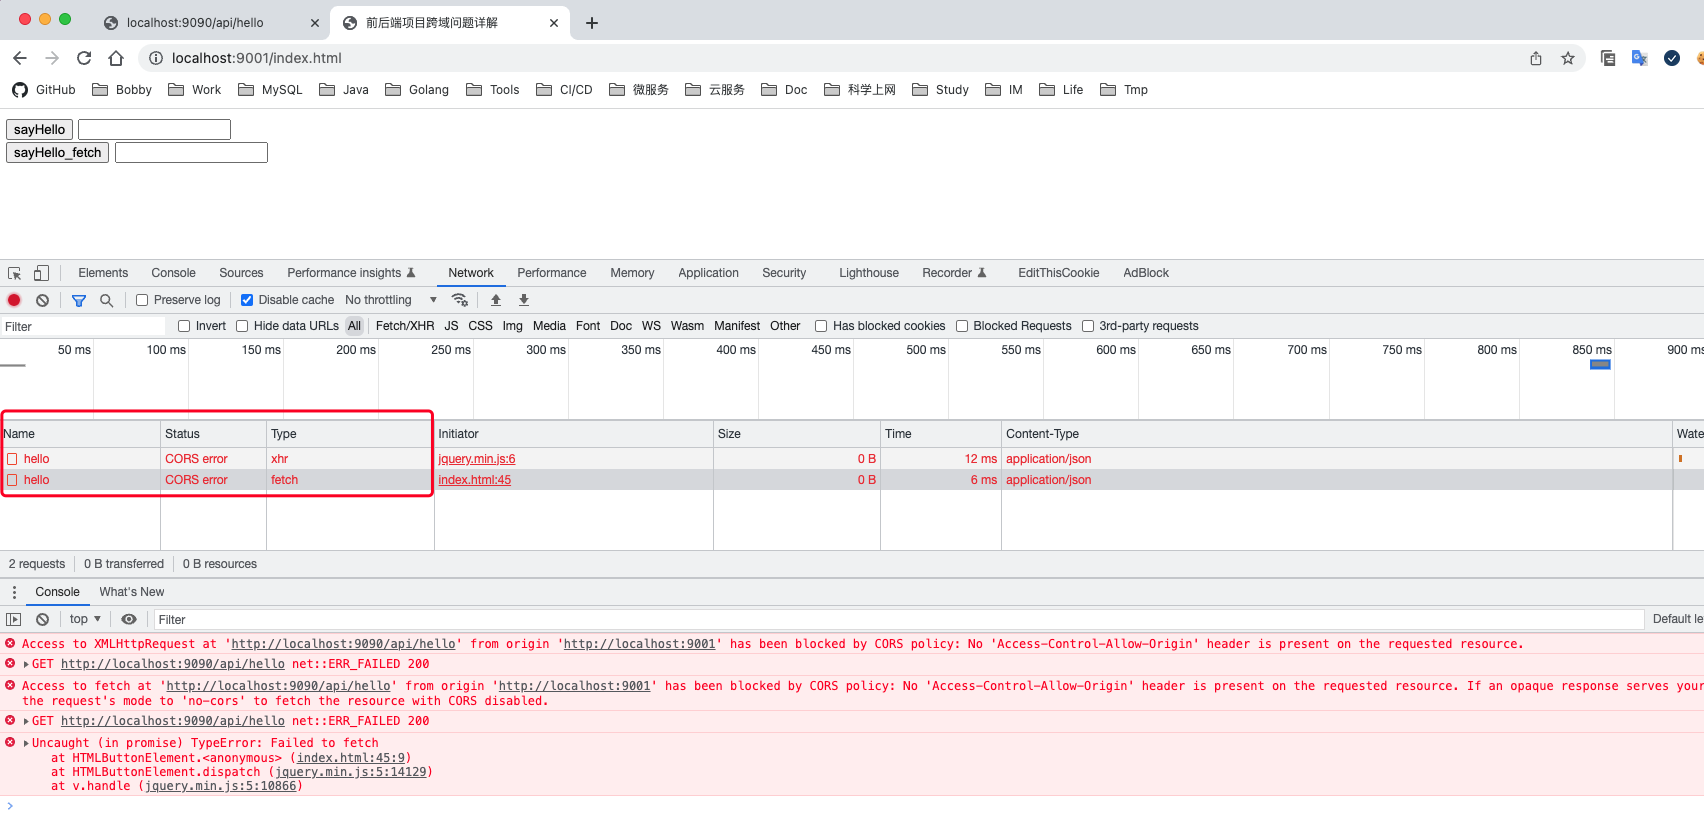 localhost:9090/api/hello
前后端项目跨域问题详解
localhost:9001/index.html
GitHub Bobby Work MySQL Java Golang Tools CI/CD 微服务 云服务 Doc 科学上网 Study IM Life Tmp
sayHello
sayHello_fetch
Elements Console Sources Performance insights Network Performance Memory Application Security Lighthouse Recorder EditThisCookie AdBlock
Preserve log Disable cache No throttling
Filter Invert Hide data URLs All Fetch/XHR JS CSS Img Media Font Doc WS Wasm Manifest Other Has blocked cookies Blocked Requests 3rd-party requests
50 ms 100 ms 150 ms 200 ms 250 ms 300 ms 350 ms 400 ms 450 ms 500 ms 550 ms 600 ms 650 ms 700 ms 750 ms 800 ms 850 ms 900 ms
Name Status Type Initiator Size Time Content-Type Wate
hello CORS error xhr jquery.min.js:6 0 B 12 ms application/json
hello CORS error fetch index.html:45 0 B 6 ms application/json
2 requests 0 B transferred 0 B resources
Console What's New
top Filter Default le
Access to XMLHttpRequest at 'http://localhost:9090/api/hello' from origin 'http://localhost:9001' has been blocked by CORS policy: No 'Access-Control-Allow-Origin' header is present on the requested resource.
GET http://localhost:9090/api/hello net::ERR_FAILED 200
Access to fetch at 'http://localhost:9090/api/hello' from origin 'http://localhost:9001' has been blocked by CORS policy: No 'Access-Control-Allow-Origin' header is present on the requested resource. If an opaque response serves your
the request's mode to 'no-cors' to fetch the resource with CORS disabled.
GET http://localhost:9090/api/hello net::ERR_FAILED 200
Uncaught (in promise) TypeError: Failed to fetch
at HTMLButtonElement.<anonymous> (index.html:45:9)
at HTMLButtonElement.dispatch (jquery.min.js:5:14129)
at v.handle (jquery.min.js:5:10866)